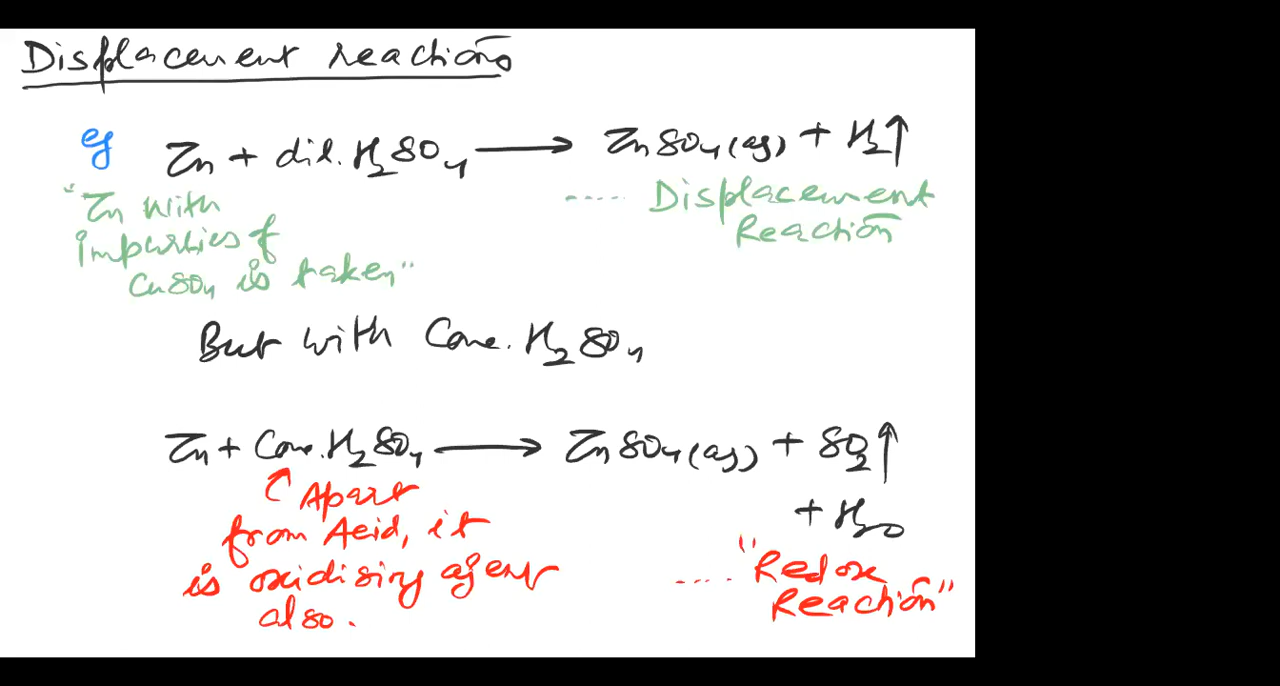 Displacement reactions
eg Zn + dil. H₂SO₄ ⟶ ZnSO₄(aq) + H₂↑
"Zn with
impurities of
CuSO₄ is taken"
..... Displacement
Reaction
But with Conc. H₂SO₄
Zn + Conc. H₂SO₄ ⟶ ZnSO₄(aq) + SO₂↑
+ H₂O
Apart
from Acid, it
is oxidising agent
also.
..... "Redox
Reaction"